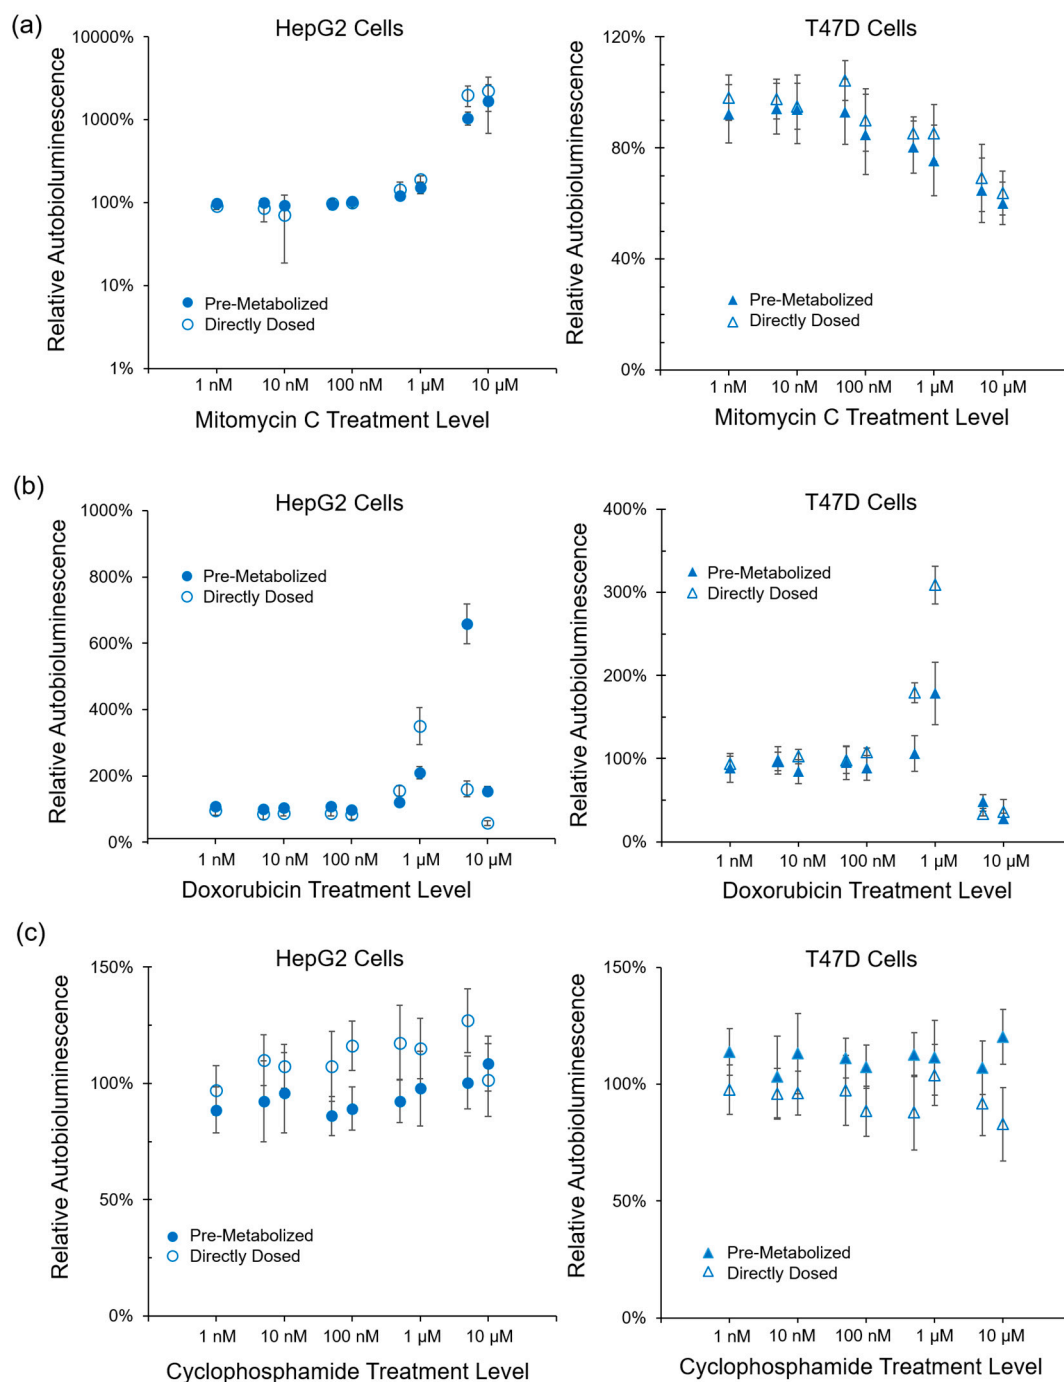 (a)
HepG2 Cells
Relative Autobioluminescence
10000%
1000%
100%
10%
1%
Pre-Metabolized
Directly Dosed
1 nM 10 nM 100 nM 1 µM 10 µM
Mitomycin C Treatment Level
T47D Cells
Relative Autobioluminescence
120%
80%
40%
0%
Pre-Metabolized
Directly Dosed
1 nM 10 nM 100 nM 1 µM 10 µM
Mitomycin C Treatment Level
(b)
HepG2 Cells
Relative Autobioluminescence
1000%
800%
600%
400%
200%
0%
Pre-Metabolized
Directly Dosed
1 nM 10 nM 100 nM 1 µM 10 µM
Doxorubicin Treatment Level
T47D Cells
Relative Autobioluminescence
400%
300%
200%
100%
0%
Pre-Metabolized
Directly Dosed
1 nM 10 nM 100 nM 1 µM 10 µM
Doxorubicin Treatment Level
(c)
HepG2 Cells
Relative Autobioluminescence
150%
100%
50%
0%
Pre-Metabolized
Directly Dosed
1 nM 10 nM 100 nM 1 µM 10 µM
Cyclophosphamide Treatment Level
T47D Cells
Relative Autobioluminescence
150%
100%
50%
0%
Pre-Metabolized
Directly Dosed
1 nM 10 nM 100 nM 1 µM 10 µM
Cyclophosphamide Treatment Level